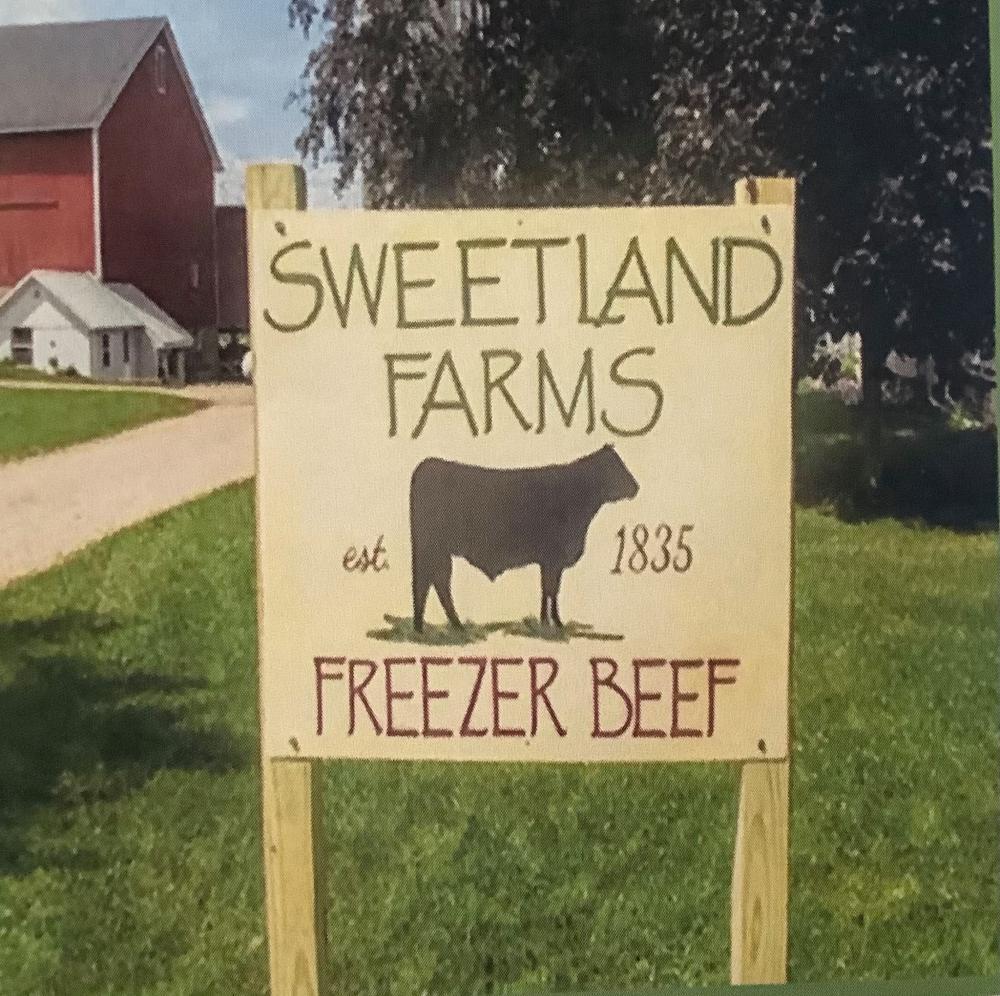 SWEETLAND
FARMS
est. 1835
FREEZER BEEF